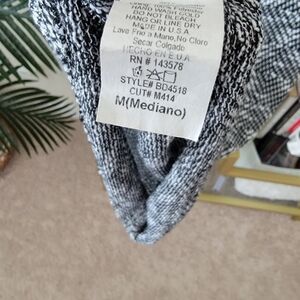 HAND WASH COLD
DO NOT BLEACH
HANG OR LINE DRY
MADE IN U.S.A
Lave Frio a Mano,No Cloro
Secar Colgado
HECHO EN E.U.A
RN # 143578
STYLE# BD4518
CUT# M414
M(Mediano)